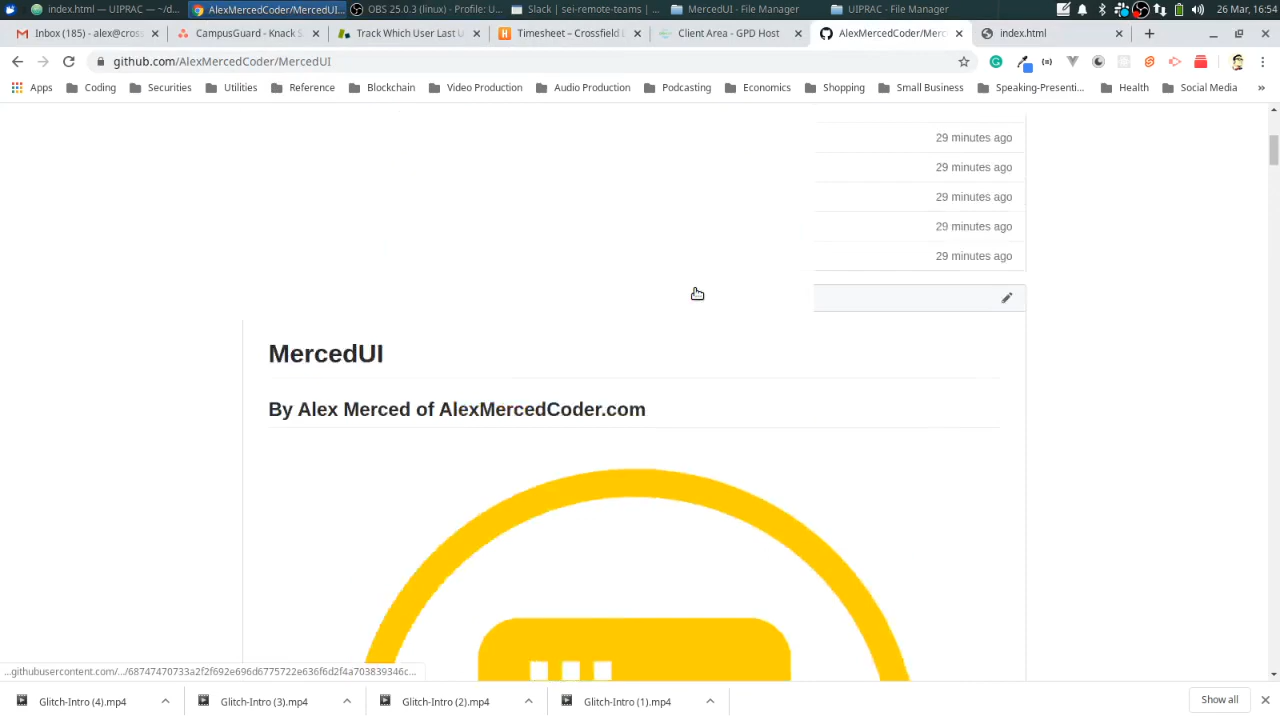 index.html — UIPRAC — ~/d...
AlexMercedCoder/MercedUI...
OBS 25.0.3 (linux) - Profile: U...
Slack | sei-remote-teams | ...
MercedUI - File Manager
UIPRAC - File Manager
26 Mar, 16:54
Inbox (185) - alex@cross
CampusGuard - Knack S
Track Which User Last U
Timesheet – Crossfield E
Client Area - GPD Host
AlexMercedCoder/Merc
index.html
github.com/AlexMercedCoder/MercedUI
Apps
Coding
Securities
Utilities
Reference
Blockchain
Video Production
Audio Production
Podcasting
Economics
Shopping
Small Business
Speaking-Presenti...
Health
Social Media
»
29 minutes ago
29 minutes ago
29 minutes ago
29 minutes ago
29 minutes ago
MercedUI
By Alex Merced of AlexMercedCoder.com
...githubusercontent.com/.../68747470733a2f2f692e696d6775722e636f6d2f4a703839346c...
Glitch-Intro (4).mp4
Glitch-Intro (3).mp4
Glitch-Intro (2).mp4
Glitch-Intro (1).mp4
Show all